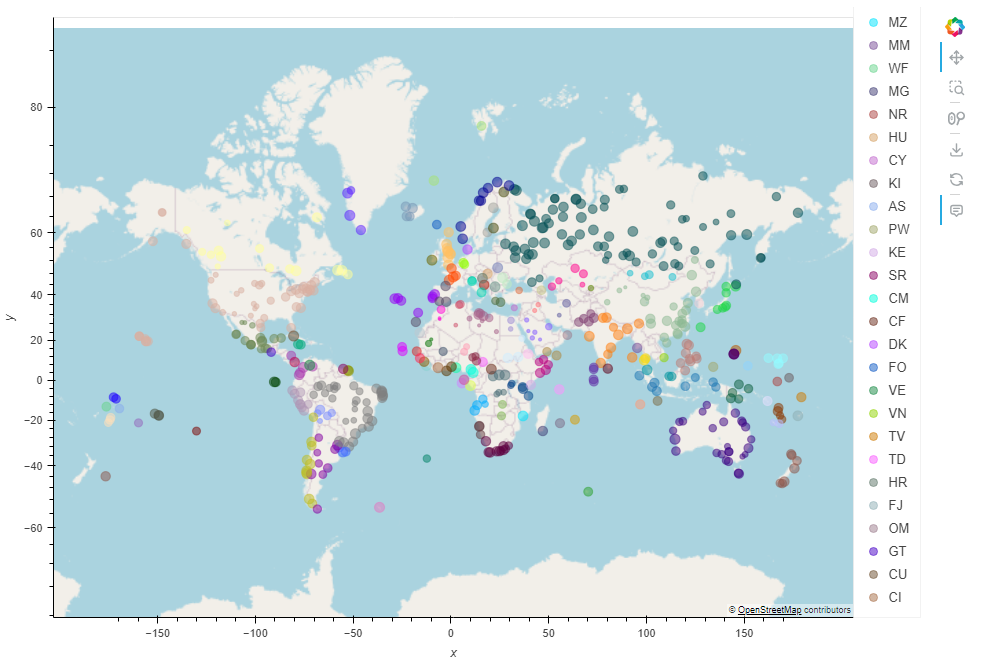 80
60
40
20
0
−20
−40
−60
y
−150
−100
−50
0
50
100
150
x
© OpenStreetMap contributors
MZ
MM
WF
MG
NR
HU
CY
KI
AS
PW
KE
SR
CM
CF
DK
FO
VE
VN
TV
TD
HR
FJ
OM
GT
CU
CI